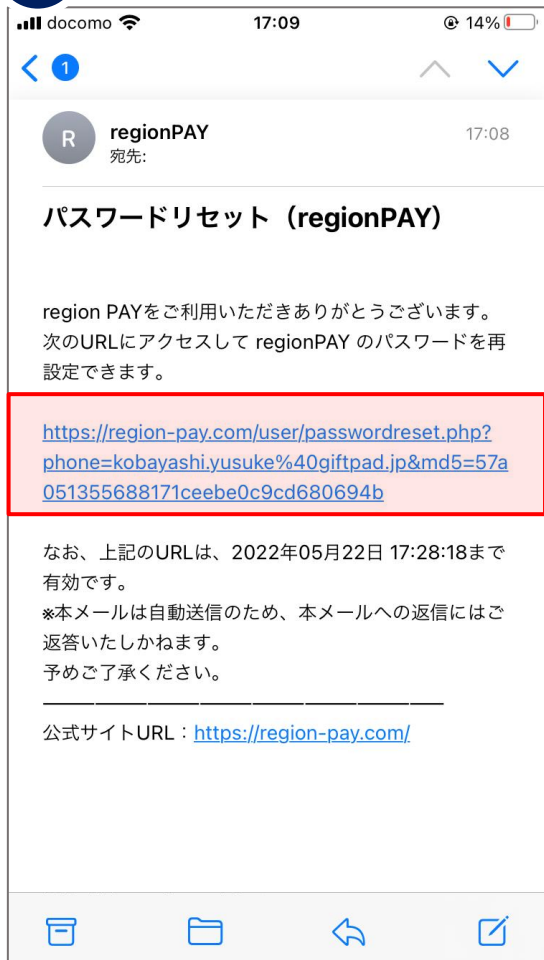 docomo 17:09 14%
1
R regionPAY 17:08
宛先:
パスワードリセット（regionPAY）
region PAYをご利用いただきありがとうございます。
次のURLにアクセスして regionPAY のパスワードを再
設定できます。
https://region-pay.com/user/passwordreset.php?
phone=kobayashi.yusuke%40giftpad.jp&md5=57a
051355688171ceebe0c9cd680694b
なお、上記のURLは、2022年05月22日 17:28:18まで
有効です。
※本メールは自動送信のため、本メールへの返信にはご
返答いたしかねます。
予めご了承ください。
公式サイトURL：https://region-pay.com/